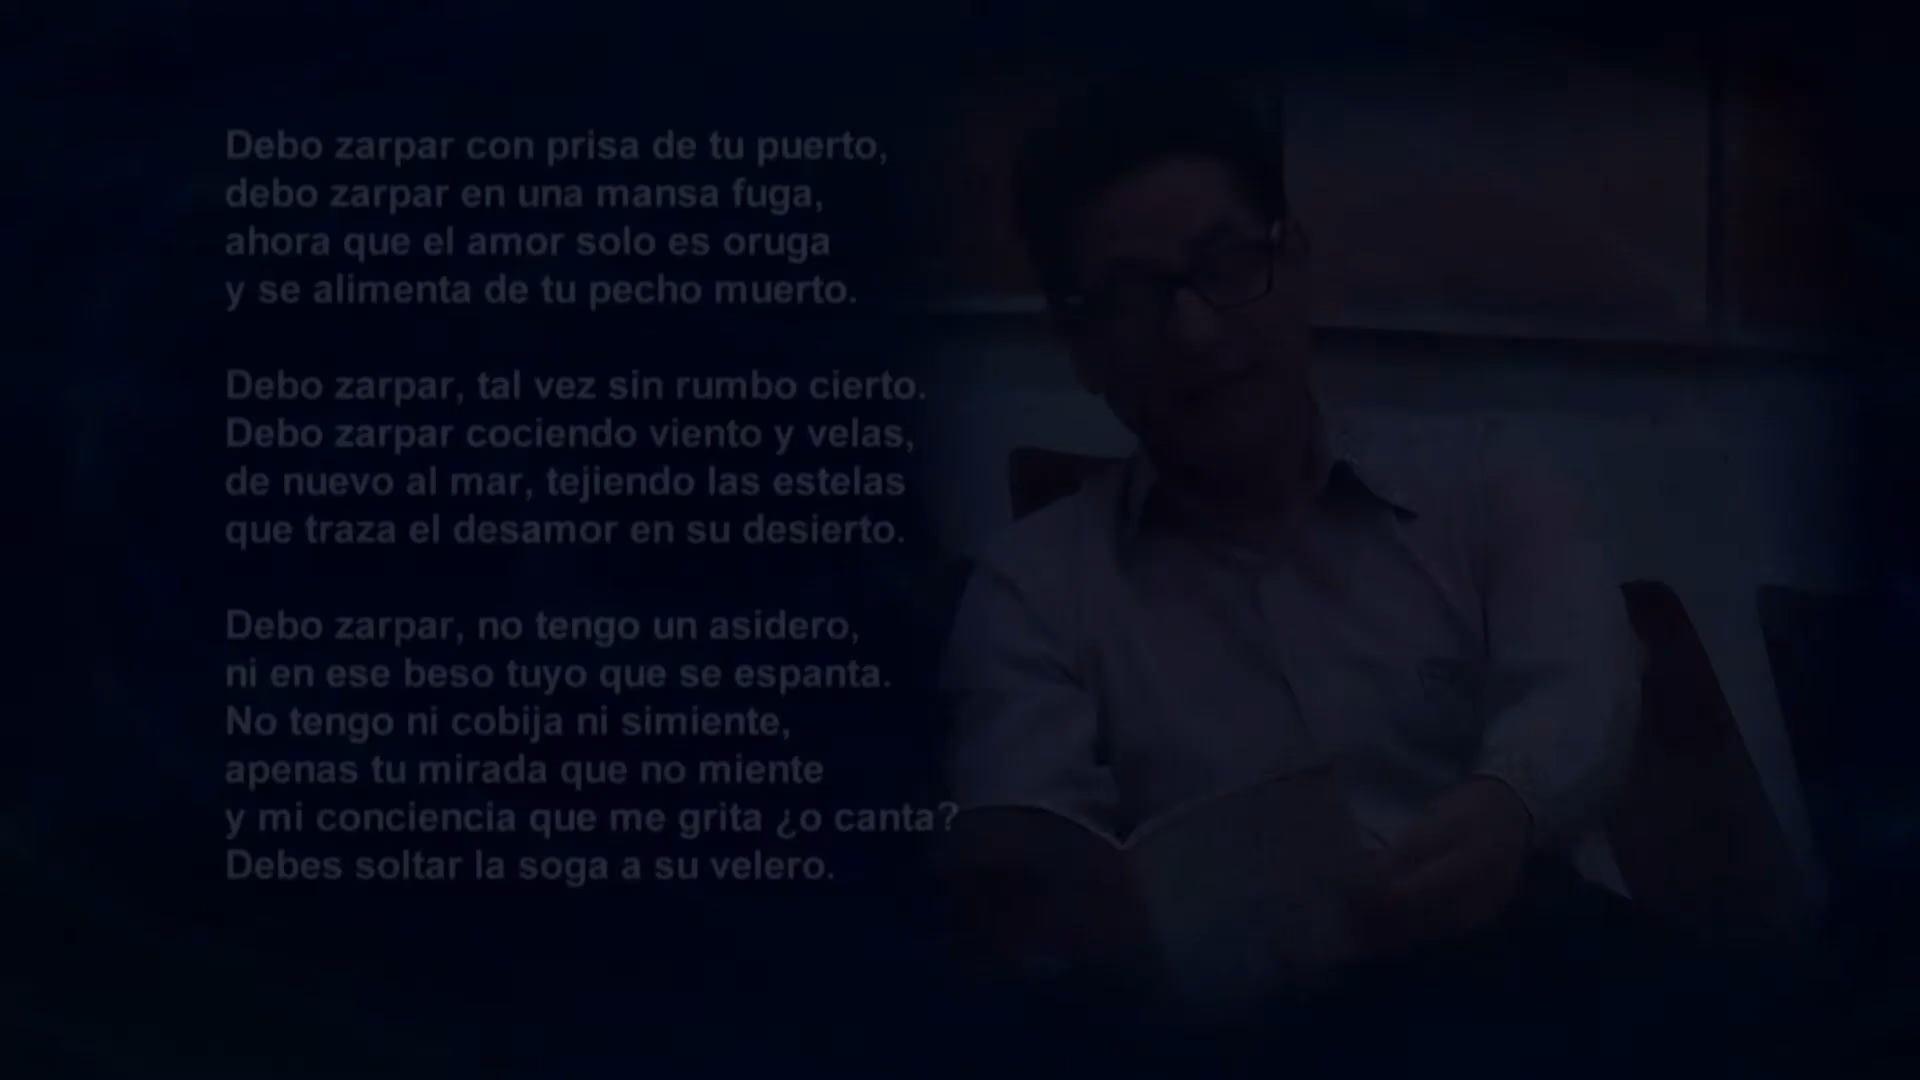 Debo zarpar con prisa de tu puerto,
debo zarpar en una mansa fuga,
ahora que el amor solo es oruga
y se alimenta de tu pecho muerto.
Debo zarpar, tal vez sin rumbo cierto.
Debo zarpar cociendo viento y velas,
de nuevo al mar, tejiendo las estelas
que traza el desamor en su desierto.
Debo zarpar, no tengo un asidero,
ni en ese beso tuyo que se espanta.
No tengo ni cobija ni simiente,
apenas tu mirada que no miente
y mi conciencia que me grita ¿o canta?
Debes soltar la soga a su velero.